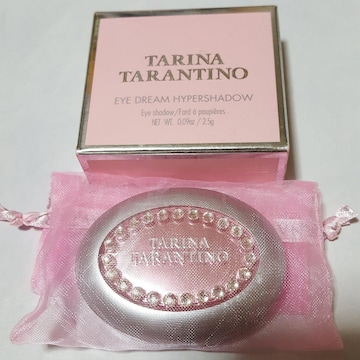 TARINA
TARANTINO
EYE DREAM HYPERSHADOW
Eye shadow/Fard à paupières
NET WT. 0.09oz / 2.5g
TARINA
TARANTINO